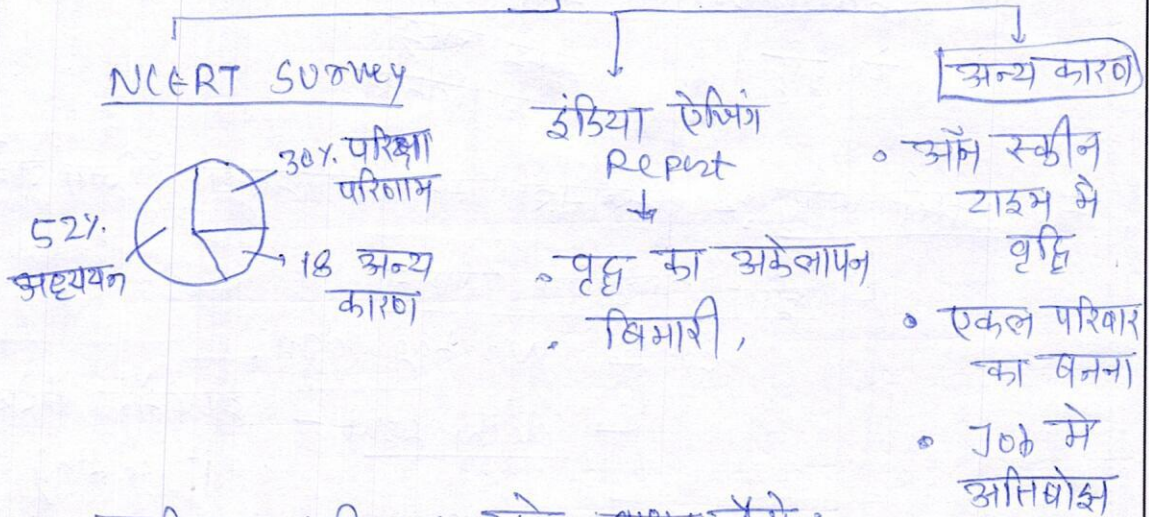 NCERT Survey
30% परिक्षा
परिणाम
52%
अध्ययन
18 अन्य
कारण
इंडिया ऐजिंग
Report
वृद्ध का अकेलापन
बिमारी,
अन्य कारण
ऑन स्क्रीन
टाइम मे
वृद्धि
एकल परिवार
का बनना
Job मे
अतिबोझ